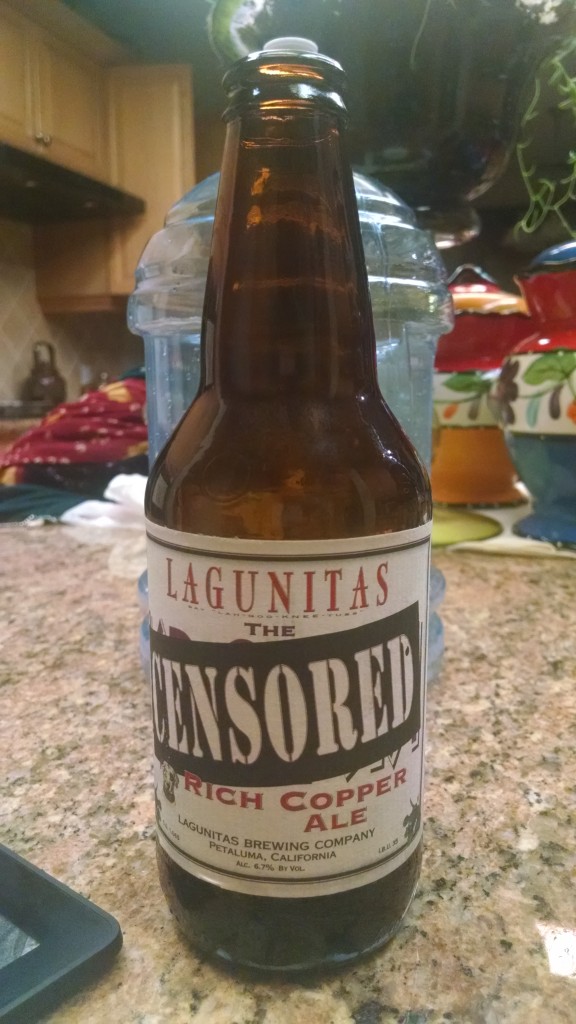 LAGUNITAS
THE
CENSORED
RICH COPPER
ALE
LAGUNITAS BREWING COMPANY
PETALUMA, CALIFORNIA
ALC. 6.7% BY VOL.